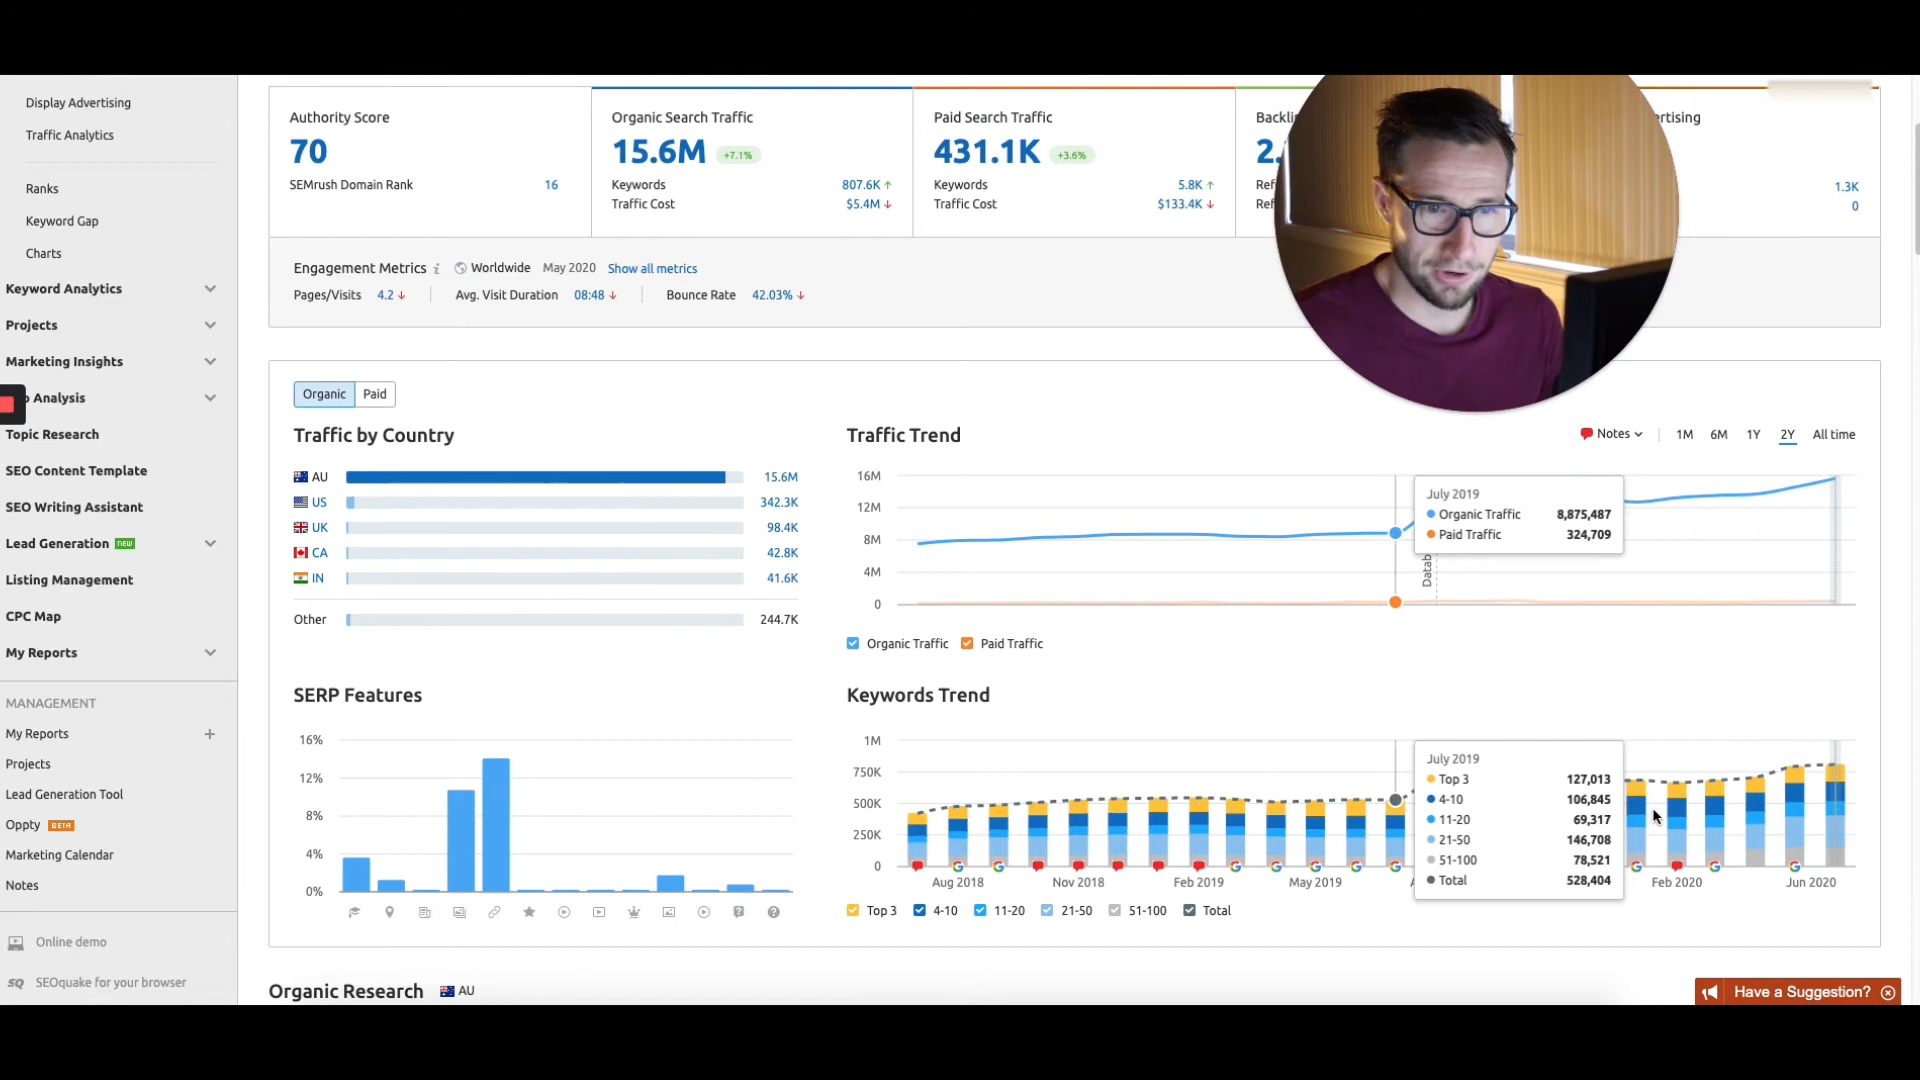 Display Advertising
Traffic Analytics
Ranks
Keyword Gap
Charts
Keyword Analytics
Projects
Marketing Insights
Analysis
Topic Research
SEO Content Template
SEO Writing Assistant
Lead Generation NEW
Listing Management
CPC Map
My Reports
MANAGEMENT
My Reports +
Projects
Lead Generation Tool
Oppty BETA
Marketing Calendar
Notes
Online demo
SQ SEOquake for your browser
Authority Score
70
SEMrush Domain Rank 16
Organic Search Traffic
15.6M +7.1%
Keywords 807.6K ↑
Traffic Cost $5.4M ↓
Paid Search Traffic
431.1K +3.6%
Keywords 5.8K ↑
Traffic Cost $133.4K ↓
Backli
2.
Ref
Ref
ertising
1.3K
0
Engagement Metrics i Worldwide May 2020 Show all metrics
Pages/Visits 4.2 ↓ Avg. Visit Duration 08:48 ↓ Bounce Rate 42.03% ↓
Organic Paid
Traffic by Country
AU 15.6M
US 342.3K
UK 98.4K
CA 42.8K
IN 41.6K
Other 244.7K
Traffic Trend
Notes 1M 6M 1Y 2Y All time
16M
12M
8M
4M
0
July 2019
Organic Traffic 8,875,487
Paid Traffic 324,709
Datab
Organic Traffic Paid Traffic
SERP Features
16%
12%
8%
4%
0%
Keywords Trend
1M
750K
500K
250K
0
July 2019
Top 3 127,013
4-10 106,845
11-20 69,317
21-50 146,708
51-100 78,521
Total 528,404
Aug 2018 Nov 2018 Feb 2019 May 2019 A Feb 2020 Jun 2020
Top 3 4-10 11-20 21-50 51-100 Total
Organic Research AU
Have a Suggestion?